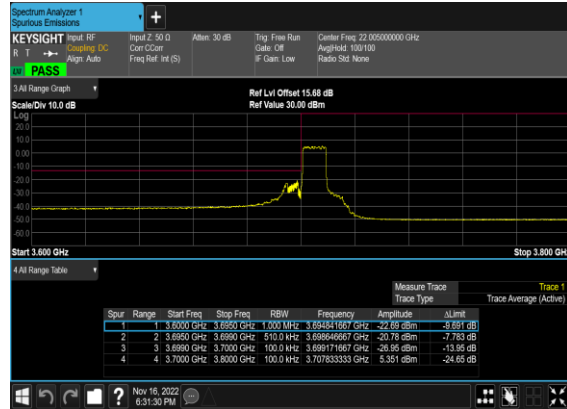 Spectrum Analyzer 1
Spurious Emissions
KEYSIGHT Input: RF Input Z: 50 Ω Atten: 30 dB Trig: Free Run Center Freq: 22.005000000 GHz
R T Coupling: DC Corr CCorr Gate: Off Avg|Hold: 100/100
Align: Auto Freq Ref: Int (S) IF Gain: Low Radio Std: None
PASS
3 All Range Graph
Ref Lvl Offset 15.68 dB
Scale/Div 10.0 dB Ref Value 30.00 dBm
Log
20.0
10.0
0.00
-10.0
-20.0
-30.0
-40.0
-50.0
-60.0
Start 3.600 GHz Stop 3.800 GH
4 All Range Table
Measure Trace Trace 1
Trace Type Trace Average (Active)
Spur Range Start Freq Stop Freq RBW Frequency Amplitude ΔLimit
1 1 3.6000 GHz 3.6950 GHz 1.000 MHz 3.694841667 GHz -22.69 dBm -9.691 dB
2 2 3.6950 GHz 3.6990 GHz 510.0 kHz 3.698646667 GHz -20.78 dBm -7.783 dB
3 3 3.6990 GHz 3.7000 GHz 100.0 kHz 3.699171667 GHz -26.95 dBm -13.95 dB
4 4 3.7000 GHz 3.8000 GHz 100.0 kHz 3.707833333 GHz 5.351 dBm -24.65 dB
? Nov 16, 2022
6:31:30 PM